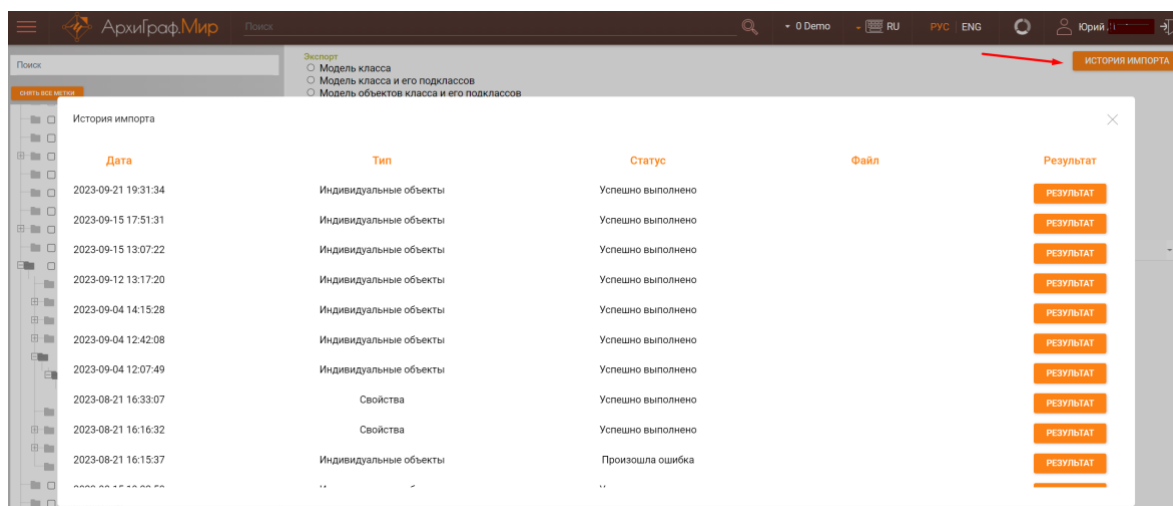 АрхиГраф.Мир Поиск 0 Demo RU РУС ENG Юрий
Поиск
Экспорт
Модель класса
Модель класса и его подклассов
Модель объектов класса и его подклассов
ИСТОРИЯ ИМПОРТА
СНЯТЬ ВСЕ МЕТКИ
История импорта
Дата Тип Статус Файл Результат
2023-09-21 19:31:34 Индивидуальные объекты Успешно выполнено РЕЗУЛЬТАТ
2023-09-15 17:51:31 Индивидуальные объекты Успешно выполнено РЕЗУЛЬТАТ
2023-09-15 13:07:22 Индивидуальные объекты Успешно выполнено РЕЗУЛЬТАТ
2023-09-12 13:17:20 Индивидуальные объекты Успешно выполнено РЕЗУЛЬТАТ
2023-09-04 14:15:28 Индивидуальные объекты Успешно выполнено РЕЗУЛЬТАТ
2023-09-04 12:42:08 Индивидуальные объекты Успешно выполнено РЕЗУЛЬТАТ
2023-09-04 12:07:49 Индивидуальные объекты Успешно выполнено РЕЗУЛЬТАТ
2023-08-21 16:33:07 Свойства Успешно выполнено РЕЗУЛЬТАТ
2023-08-21 16:16:32 Свойства Успешно выполнено РЕЗУЛЬТАТ
2023-08-21 16:15:37 Индивидуальные объекты Произошла ошибка РЕЗУЛЬТАТ